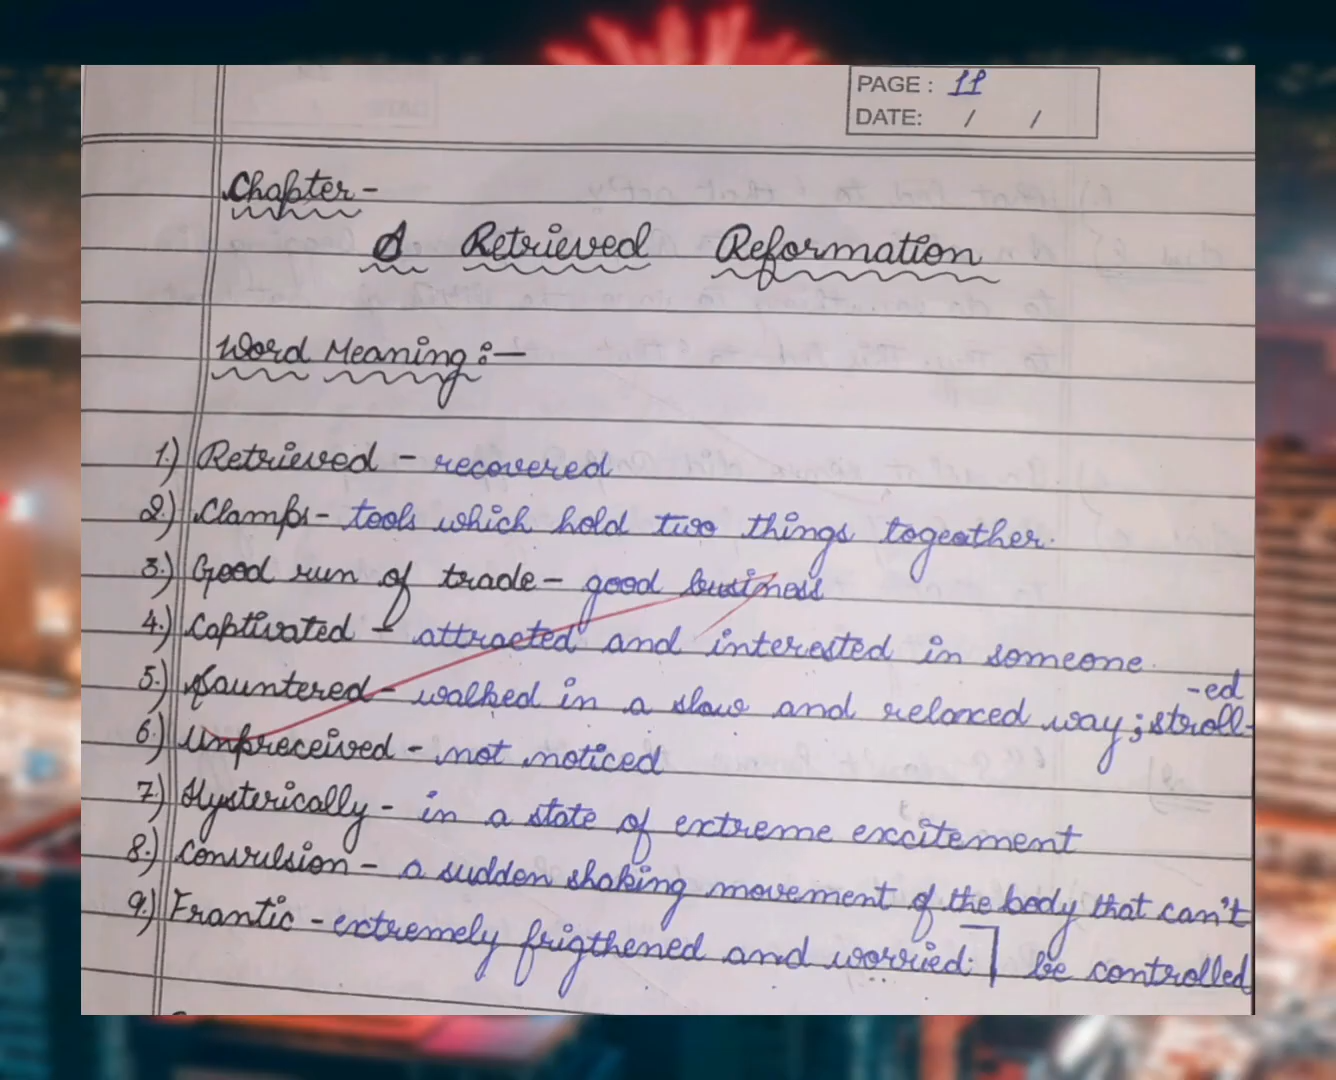 PAGE : 11
DATE: / /
Chapter -
A Retrieved Reformation
Word Meaning :-
1.) Retrieved - recovered
2.) Clamps - tools which hold two things togeather.
3.) Good run of trade - good business
4.) Captivated - attracted and interested in someone.
5.) Sauntered - walked in a slow and relaxed way ; stroll-ed
6.) Unpreceived - not noticed
7.) Hysterically - in a state of extreme excitement
8.) Convulsion - a sudden shaking movement of the body that can't be controlled
9.) Frantic - extremely frigthened and worried.